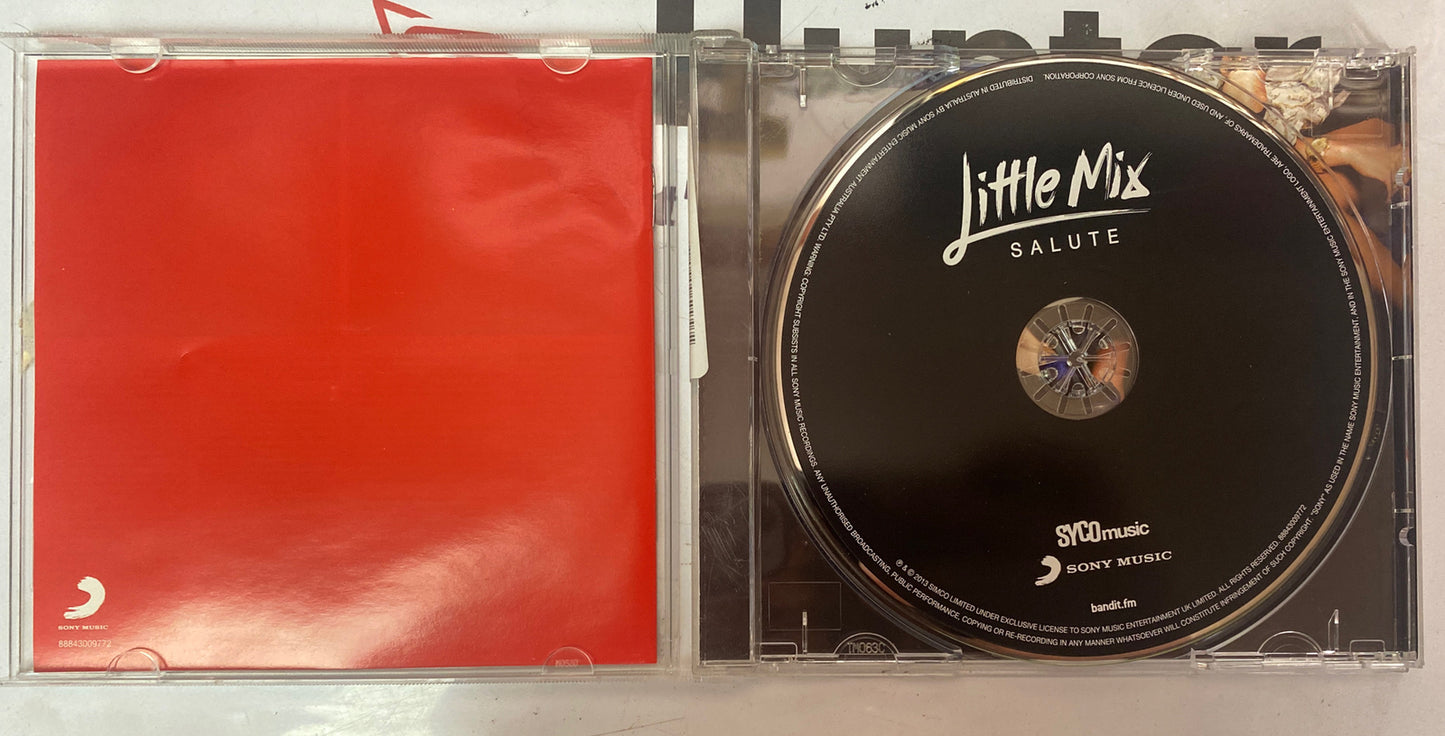 SONY MUSIC
88843009772
Little Mix
SALUTE
SYCOmusic
SONY MUSIC
bandit.fm
℗ & © 2013 SIMCO LIMITED UNDER EXCLUSIVE LICENSE TO SONY MUSIC ENTERTAINMENT UK LIMITED. ALL RIGHTS RESERVED. 88843009772
"SONY" AS USED IN THE NAME SONY MUSIC ENTERTAINMENT, AND IN THE SONY MUSIC ENTERTAINMENT LOGO, ARE TRADEMARKS OF, AND USED UNDER LICENCE FROM SONY CORPORATION.
DISTRIBUTED IN AUSTRALIA BY SONY MUSIC ENTERTAINMENT AUSTRALIA PTY LTD. WARNING: COPYRIGHT SUBSISTS IN ALL SONY MUSIC RECORDINGS. ANY UNAUTHORISED BROADCASTING, PUBLIC PERFORMANCE, COPYING OR RE-RECORDING IN ANY MANNER WHATSOEVER WILL CONSTITUTE INFRINGEMENT OF SUCH COPYRIGHT.
TM063C